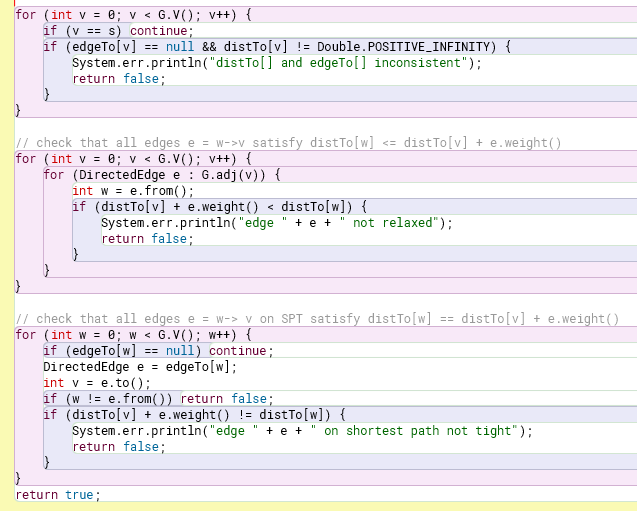 for (int v = 0; v < G.V(); v++) {
if (v == s) continue;
if (edgeTo[v] == null && distTo[v] != Double.POSITIVE_INFINITY) {
System.err.println("distTo[] and edgeTo[] inconsistent");
return false;
}
}
// check that all edges e = w->v satisfy distTo[w] <= distTo[v] + e.weight()
for (int v = 0; v < G.V(); v++) {
for (DirectedEdge e : G.adj(v)) {
int w = e.from();
if (distTo[v] + e.weight() < distTo[w]) {
System.err.println("edge " + e + " not relaxed");
return false;
}
}
}
// check that all edges e = w-> v on SPT satisfy distTo[w] == distTo[v] + e.weight()
for (int w = 0; w < G.V(); w++) {
if (edgeTo[w] == null) continue;
DirectedEdge e = edgeTo[w];
int v = e.to();
if (w != e.from()) return false;
if (distTo[v] + e.weight() != distTo[w]) {
System.err.println("edge " + e + " on shortest path not tight");
return false;
}
}
return true;